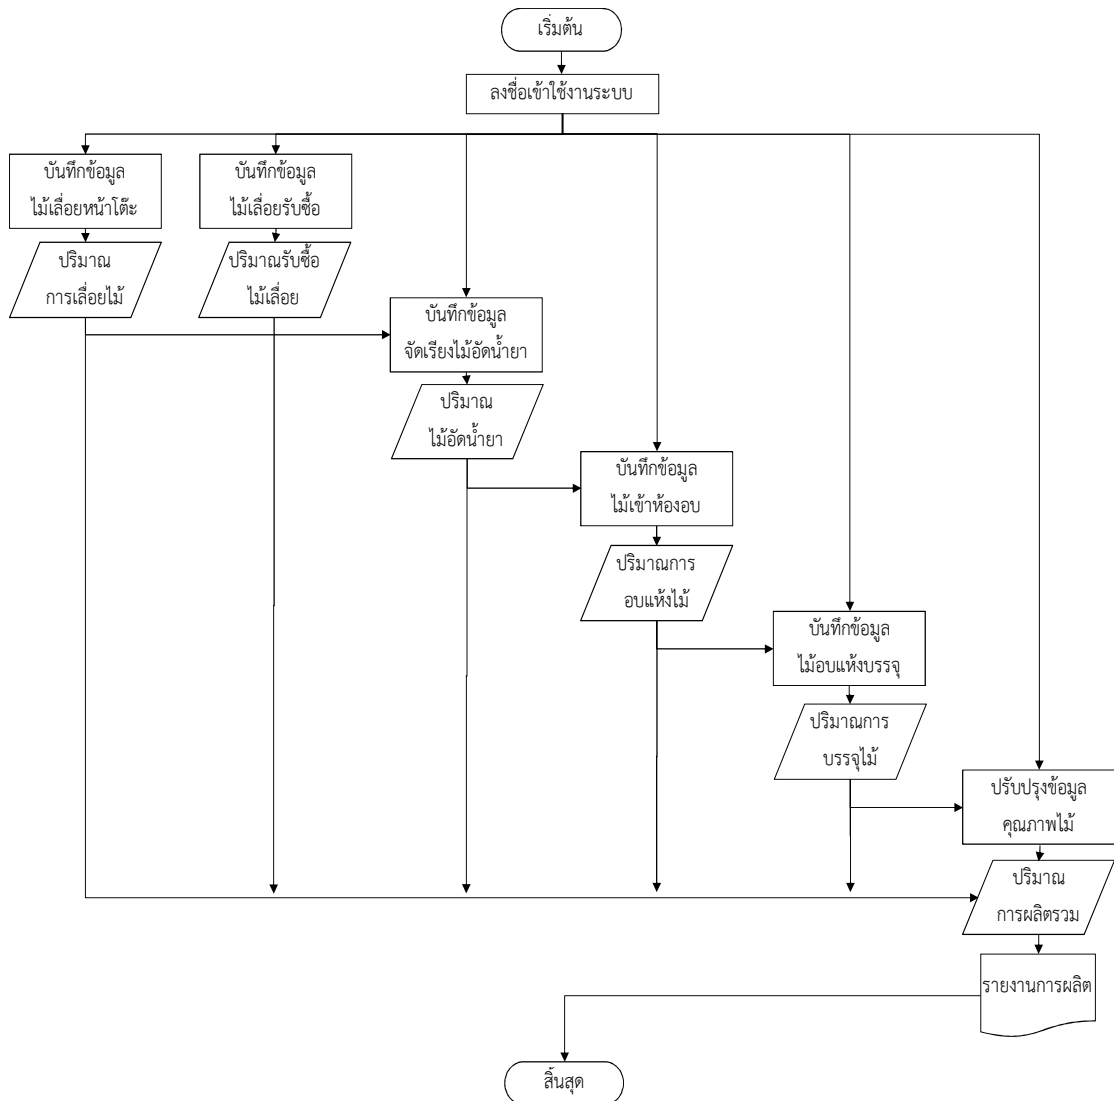 เริ่มต้น
ลงชื่อเข้าใช้งานระบบ
บันทึกข้อมูล
ไม้เลื่อยหน้าโต๊ะ
บันทึกข้อมูล
ไม้เลื่อยรับซื้อ
ปริมาณ
การเลื่อยไม้
ปริมาณรับซื้อ
ไม้เลื่อย
บันทึกข้อมูล
จัดเรียงไม้อัดน้ำยา
ปริมาณ
ไม้อัดน้ำยา
บันทึกข้อมูล
ไม้เข้าห้องอบ
ปริมาณการ
อบแห้งไม้
บันทึกข้อมูล
ไม้อบแห้งบรรจุ
ปริมาณการ
บรรจุไม้
ปรับปรุงข้อมูล
คุณภาพไม้
ปริมาณ
การผลิตรวม
รายงานการผลิต
สิ้นสุด